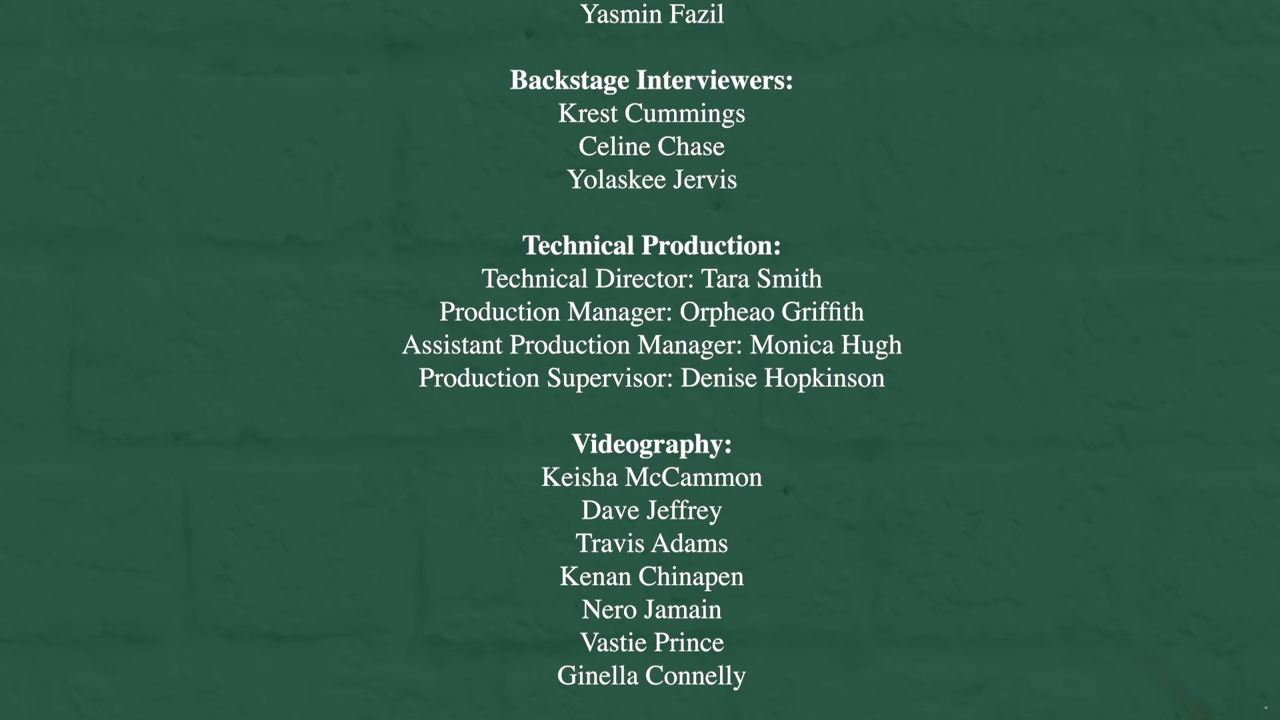 Yasmin Fazil
Backstage Interviewers:
Krest Cummings
Celine Chase
Yolaskee Jervis
Technical Production:
Technical Director: Tara Smith
Production Manager: Orpheao Griffith
Assistant Production Manager: Monica Hugh
Production Supervisor: Denise Hopkinson
Videography:
Keisha McCammon
Dave Jeffrey
Travis Adams
Kenan Chinapen
Nero Jamain
Vastie Prince
Ginella Connelly